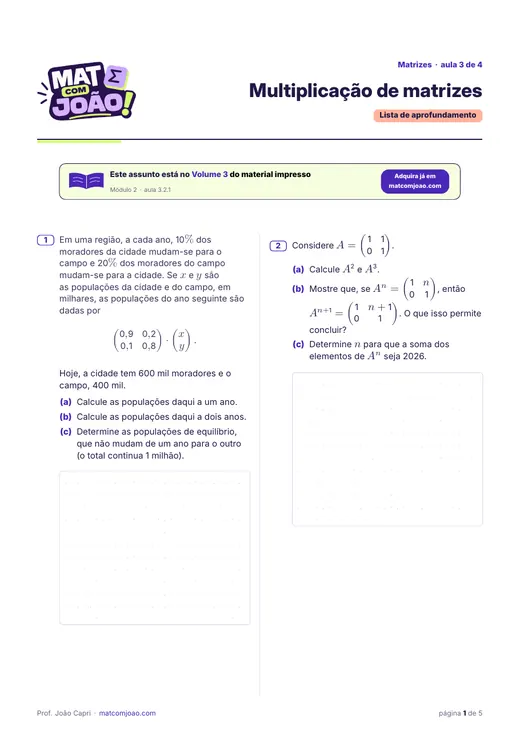 MAT
COM
JOÃO!
Σ
Matrizes · aula 3 de 4
Multiplicação de matrizes
Lista de aprofundamento
Este assunto está no Volume 3 do material impresso
Módulo 2 · aula 3.2.1
Adquira já em
matcomjoao.com
1 Em uma região, a cada ano, 10% dos
moradores da cidade mudam-se para o
campo e 20% dos moradores do campo
mudam-se para a cidade. Se x e y são
as populações da cidade e do campo, em
milhares, as populações do ano seguinte são
dadas por
(0,9 0,2
0,1 0,8) · (x
y) .
Hoje, a cidade tem 600 mil moradores e o
campo, 400 mil.
(a) Calcule as populações daqui a um ano.
(b) Calcule as populações daqui a dois anos.
(c) Determine as populações de equilíbrio,
que não mudam de um ano para o outro
(o total continua 1 milhão).
2 Considere A = (1 1
0 1).
(a) Calcule A² e A³.
(b) Mostre que, se Aⁿ = (1 n
0 1), então
Aⁿ⁺¹ = (1 n + 1
0 1). O que isso permite
concluir?
(c) Determine n para que a soma dos
elementos de Aⁿ seja 2026.
Prof. João Capri · matcomjoao.com
página 1 de 5